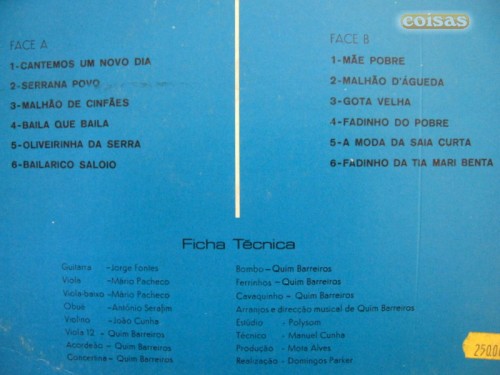 coisas
FACE A
1-CANTEMOS UM NOVO DIA
2-SERRANA POVO
3-MALHÃO DE CINFÃES
4-BAILA QUE BAILA
5-OLIVEIRINHA DA SERRA
6-BAILARICO SALOIO
FACE B
1-MÃE POBRE
2-MALHÃO D'ÁGUEDA
3-GOTA VELHA
4-FADINHO DO POBRE
5-A MODA DA SAIA CURTA
6-FADINHO DA TIA MARI BENTA
Ficha Técnica
Guitarra -Jorge Fontes
Viola -Mário Pacheco
Viola-baixo -Mário Pacheco
Oboé -António Serafim
Violino -João Cunha
Viola 12 - Quim Barreiros
Acordeão - Quim Barreiros
Concertina - Quim Barreiros
Bombo - Quim Barreiros
Ferrinhos - Quim Barreiros
Cavaquinho - Quim Barreiros
Arranjos e direcção musical de Quim Barreiros
Estúdio - Polysom
Técnico - Manuel Cunha
Produção - Mota Alves
Realização - Domingos Parker